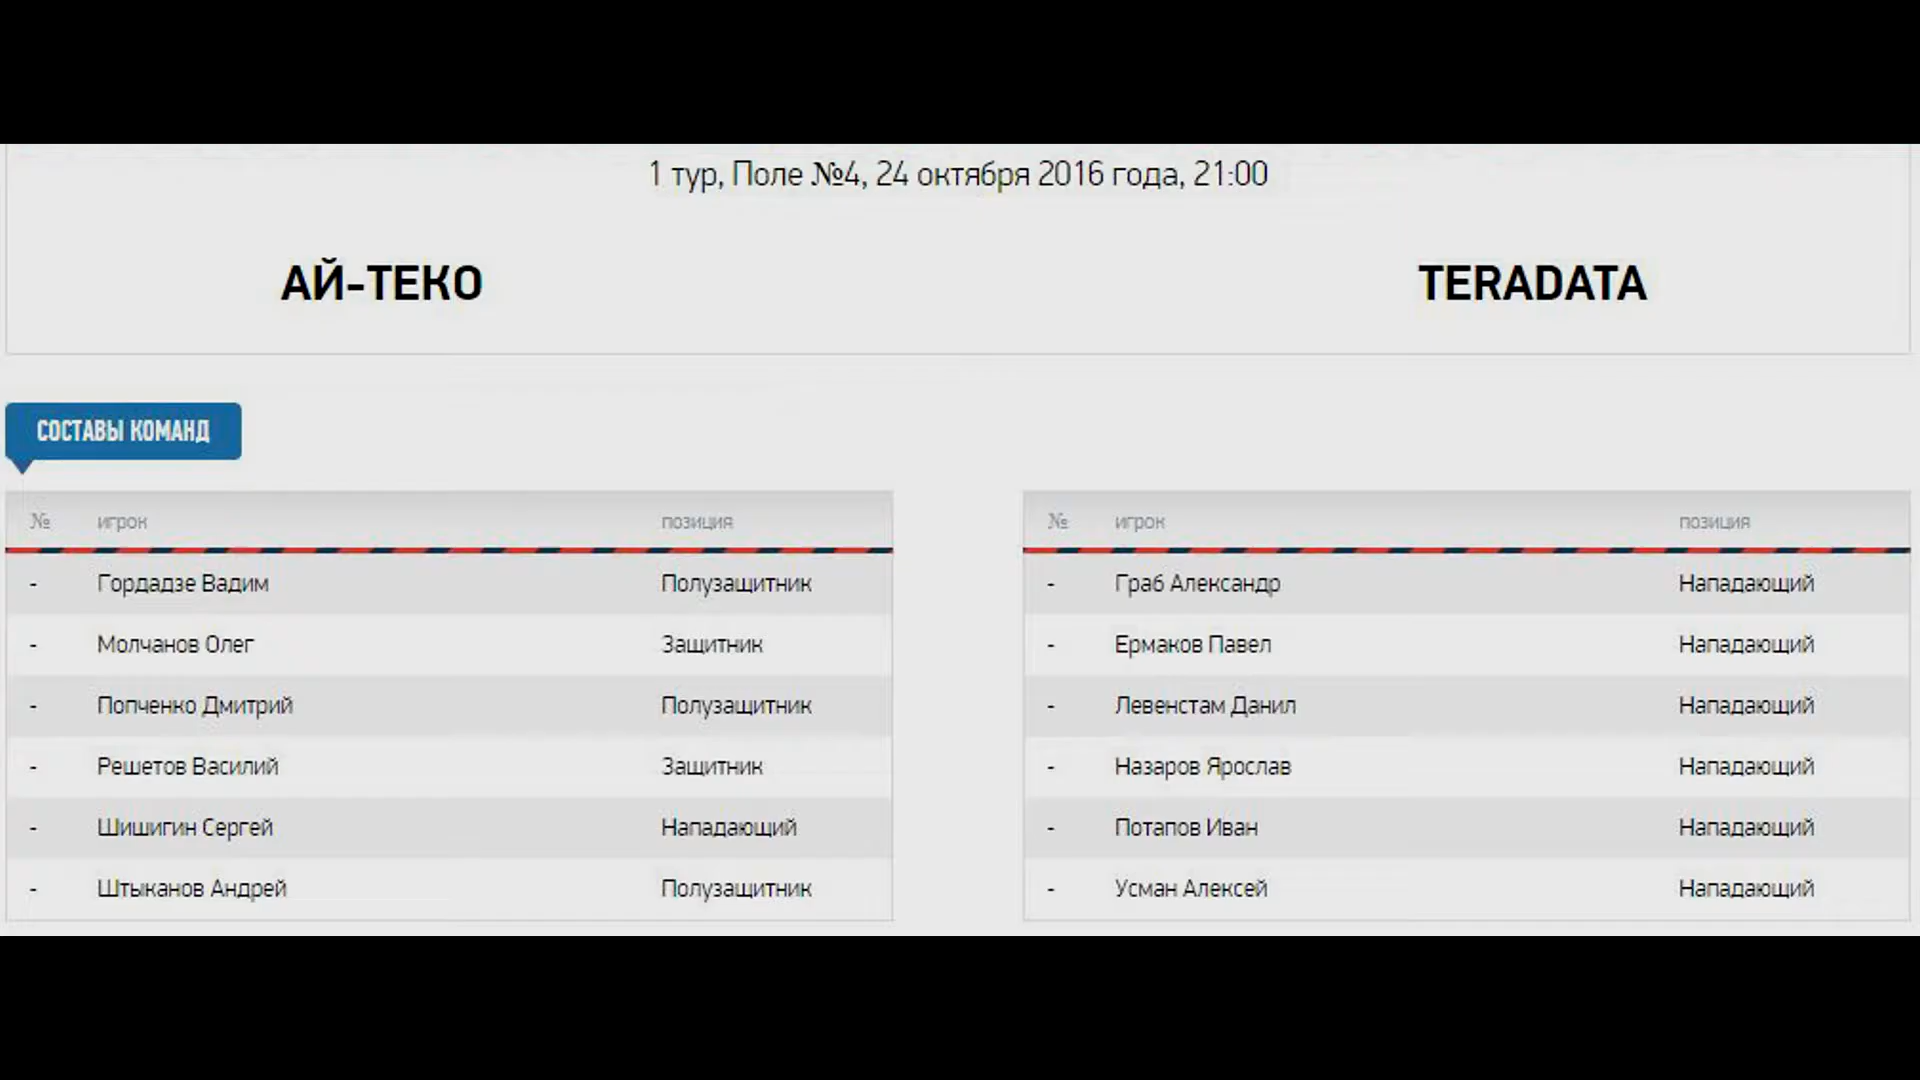 1 тур, Поле №4, 24 октября 2016 года, 21:00
АЙ-ТЕКО TERADATA
СОСТАВЫ КОМАНД
№ игрок позиция № игрок позиция
- Гордадзе Вадим Полузащитник - Граб Александр Нападающий
- Молчанов Олег Защитник - Ермаков Павел Нападающий
- Попченко Дмитрий Полузащитник - Левенстам Данил Нападающий
- Решетов Василий Защитник - Назаров Ярослав Нападающий
- Шишигин Сергей Нападающий - Потапов Иван Нападающий
- Штыканов Андрей Полузащитник - Усман Алексей Нападающий